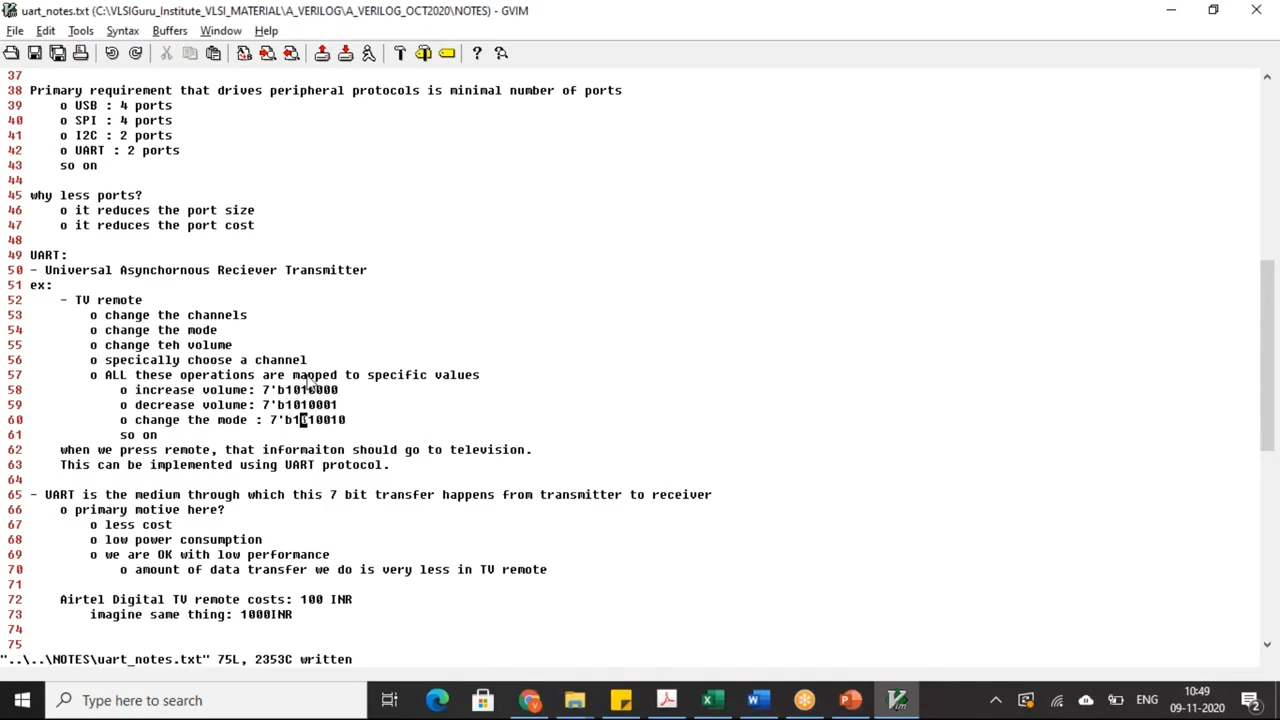 uart_notes.txt (C:\VLSIGuru_Institute_VLSI_MATERIAL\A_VERILOG\A_VERILOG_OCT2020\NOTES) - GVIM
File Edit Tools Syntax Buffers Window Help
37
38 Primary requirement that drives peripheral protocols is minimal number of ports
39 o USB : 4 ports
40 o SPI : 4 ports
41 o I2C : 2 ports
42 o UART : 2 ports
43 so on
44
45 why less ports?
46 o it reduces the port size
47 o it reduces the port cost
48
49 UART:
50 - Universal Asynchornous Reciever Transmitter
51 ex:
52 - TV remote
53 o change the channels
54 o change the mode
55 o change teh volume
56 o specically choose a channel
57 o ALL these operations are mapped to specific values
58 o increase volume: 7'b1010000
59 o decrease volume: 7'b1010001
60 o change the mode : 7'b1010010
61 so on
62 when we press remote, that informaiton should go to television.
63 This can be implemented using UART protocol.
64
65 - UART is the medium through which this 7 bit transfer happens from transmitter to receiver
66 o primary motive here?
67 o less cost
68 o low power consumption
69 o we are OK with low performance
70 o amount of data transfer we do is very less in TV remote
71
72 Airtel Digital TV remote costs: 100 INR
73 imagine same thing: 1000INR
74
75
"..\..\NOTES\uart_notes.txt" 75L, 2353C written
Type here to search
ENG
10:49
09-11-2020
2